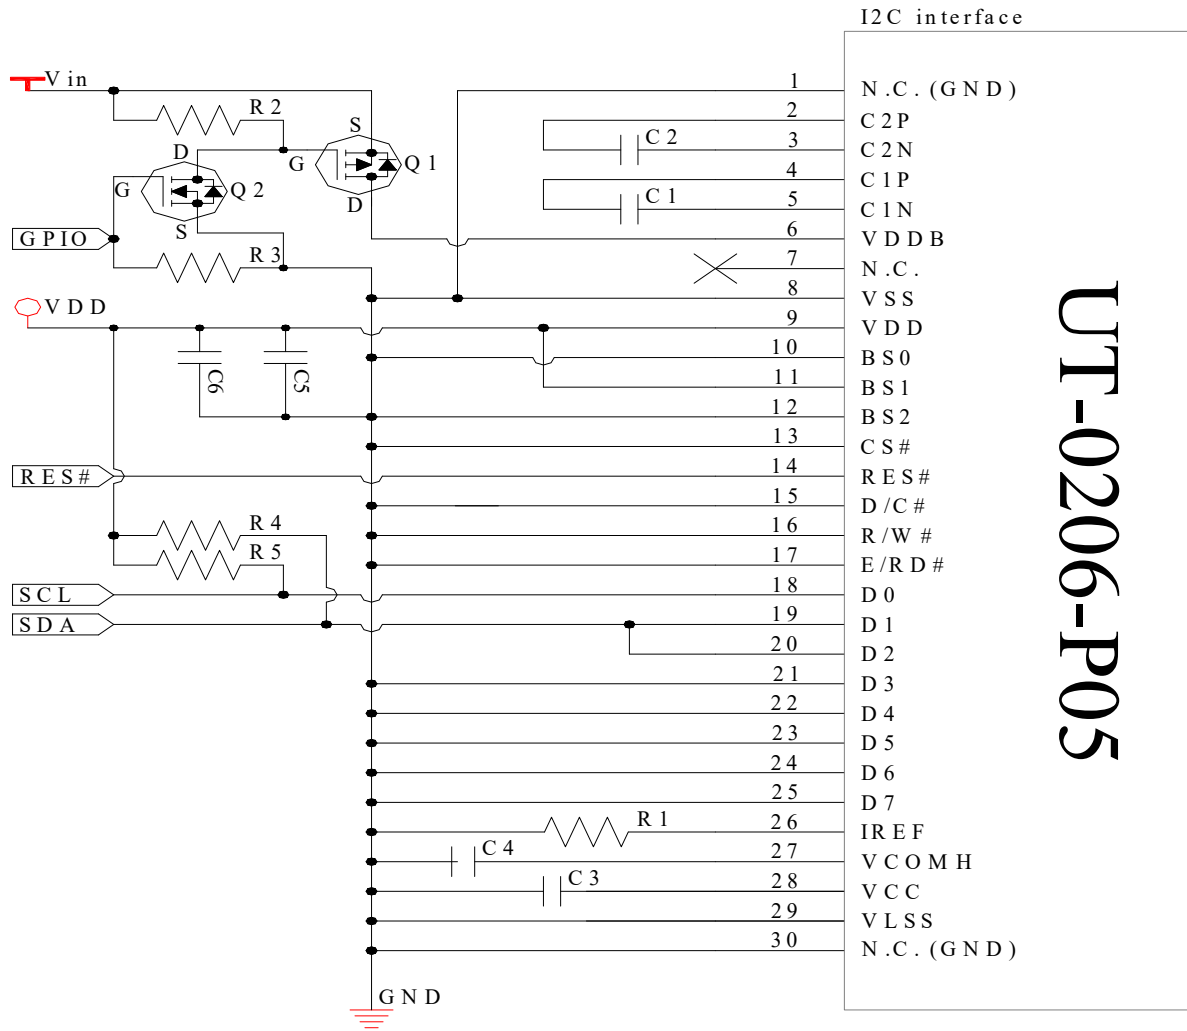 I2C interface
Vin
R2
S
G
Q1
D
D
G
Q2
S
GPIO
R3
VDD
C6
C5
RES#
R4
R5
SCL
SDA
C2
C1
R1
C4
C3
GND
1 N.C. (GND)
2 C2P
3 C2N
4 C1P
5 C1N
6 VDDB
7 N.C.
8 VSS
9 VDD
10 BS0
11 BS1
12 BS2
13 CS#
14 RES#
15 D/C#
16 R/W#
17 E/RD#
18 D0
19 D1
20 D2
21 D3
22 D4
23 D5
24 D6
25 D7
26 IREF
27 VCOMH
28 VCC
29 VLSS
30 N.C. (GND)
UT-0206-P05